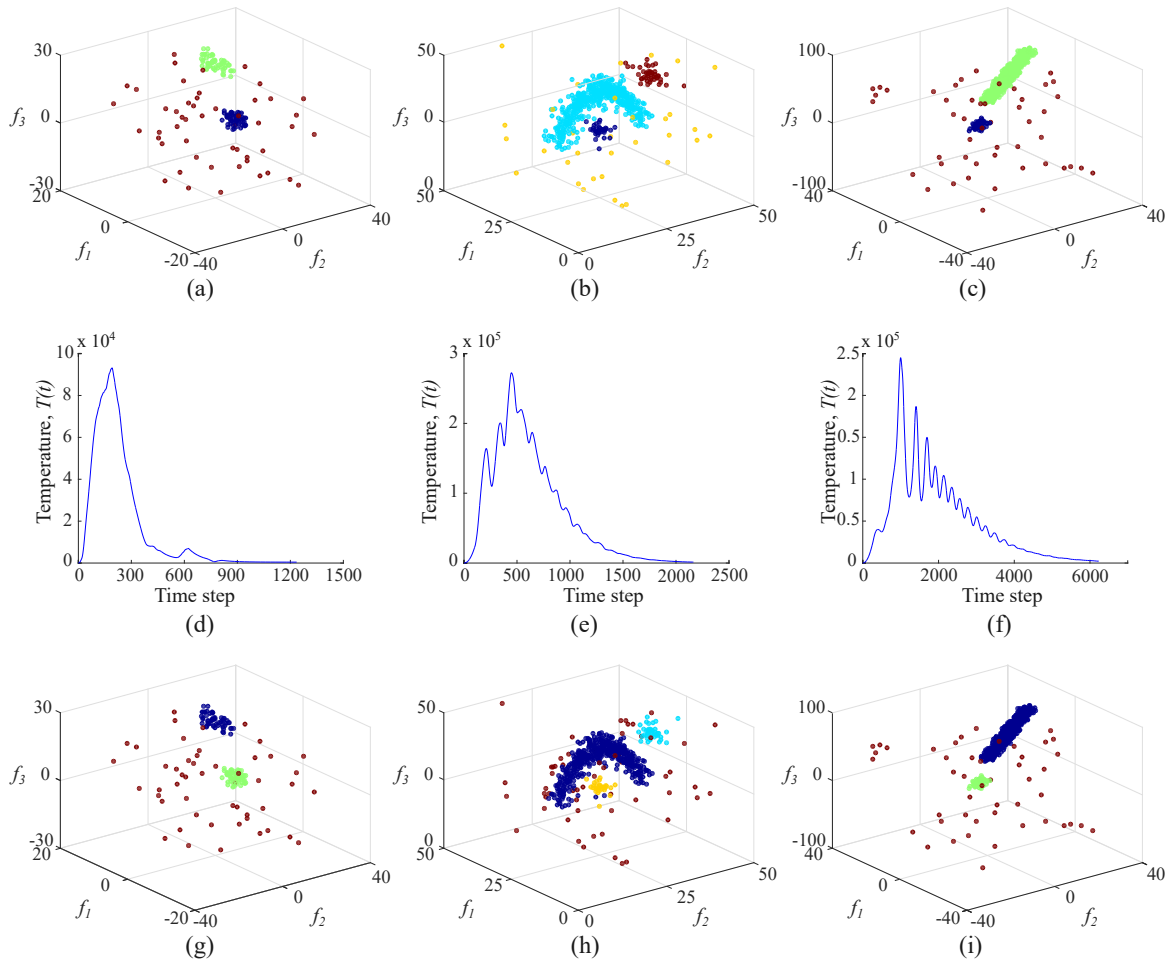 30
0
-30
20
0
-20
-40
0
40
f3
f1
f2
(a)
50
25
0
50
25
0
0
25
50
f3
f1
f2
(b)
100
0
-100
40
0
-40
-40
0
40
f3
f1
f2
(c)
x 10^4
10
8
6
4
2
0
0 300 600 900 1200 1500
Temperature, T(t)
Time step
(d)
x 10^5
3
2
1
0
0 500 1000 1500 2000 2500
Temperature, T(t)
Time step
(e)
x 10^5
2.5
2
0.5
1
0.5
0
0 2000 4000 6000
Temperature, T(t)
Time step
(f)
30
0
-30
20
0
-20
-40
0
40
f3
f1
f2
(g)
50
25
0
50
25
0
0
25
50
f3
f1
f2
(h)
100
0
-100
40
0
-40
-40
0
40
f3
f1
f2
(i)